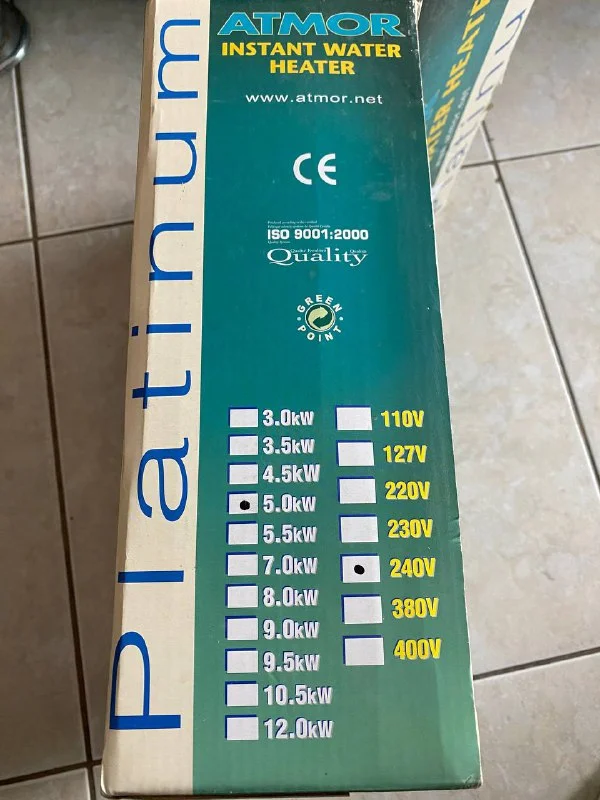 Platinum
ATMOR
INSTANT WATER
HEATER
www.atmor.net
CE
ISO 9001:2000
Quality
GREEN
POINT
3.0kW
3.5kW
4.5kW
5.0kW
5.5kW
7.0kW
8.0kW
9.0kW
9.5kW
10.5kW
12.0kW
110V
127V
220V
230V
240V
380V
400V
TER HEATE
atinu